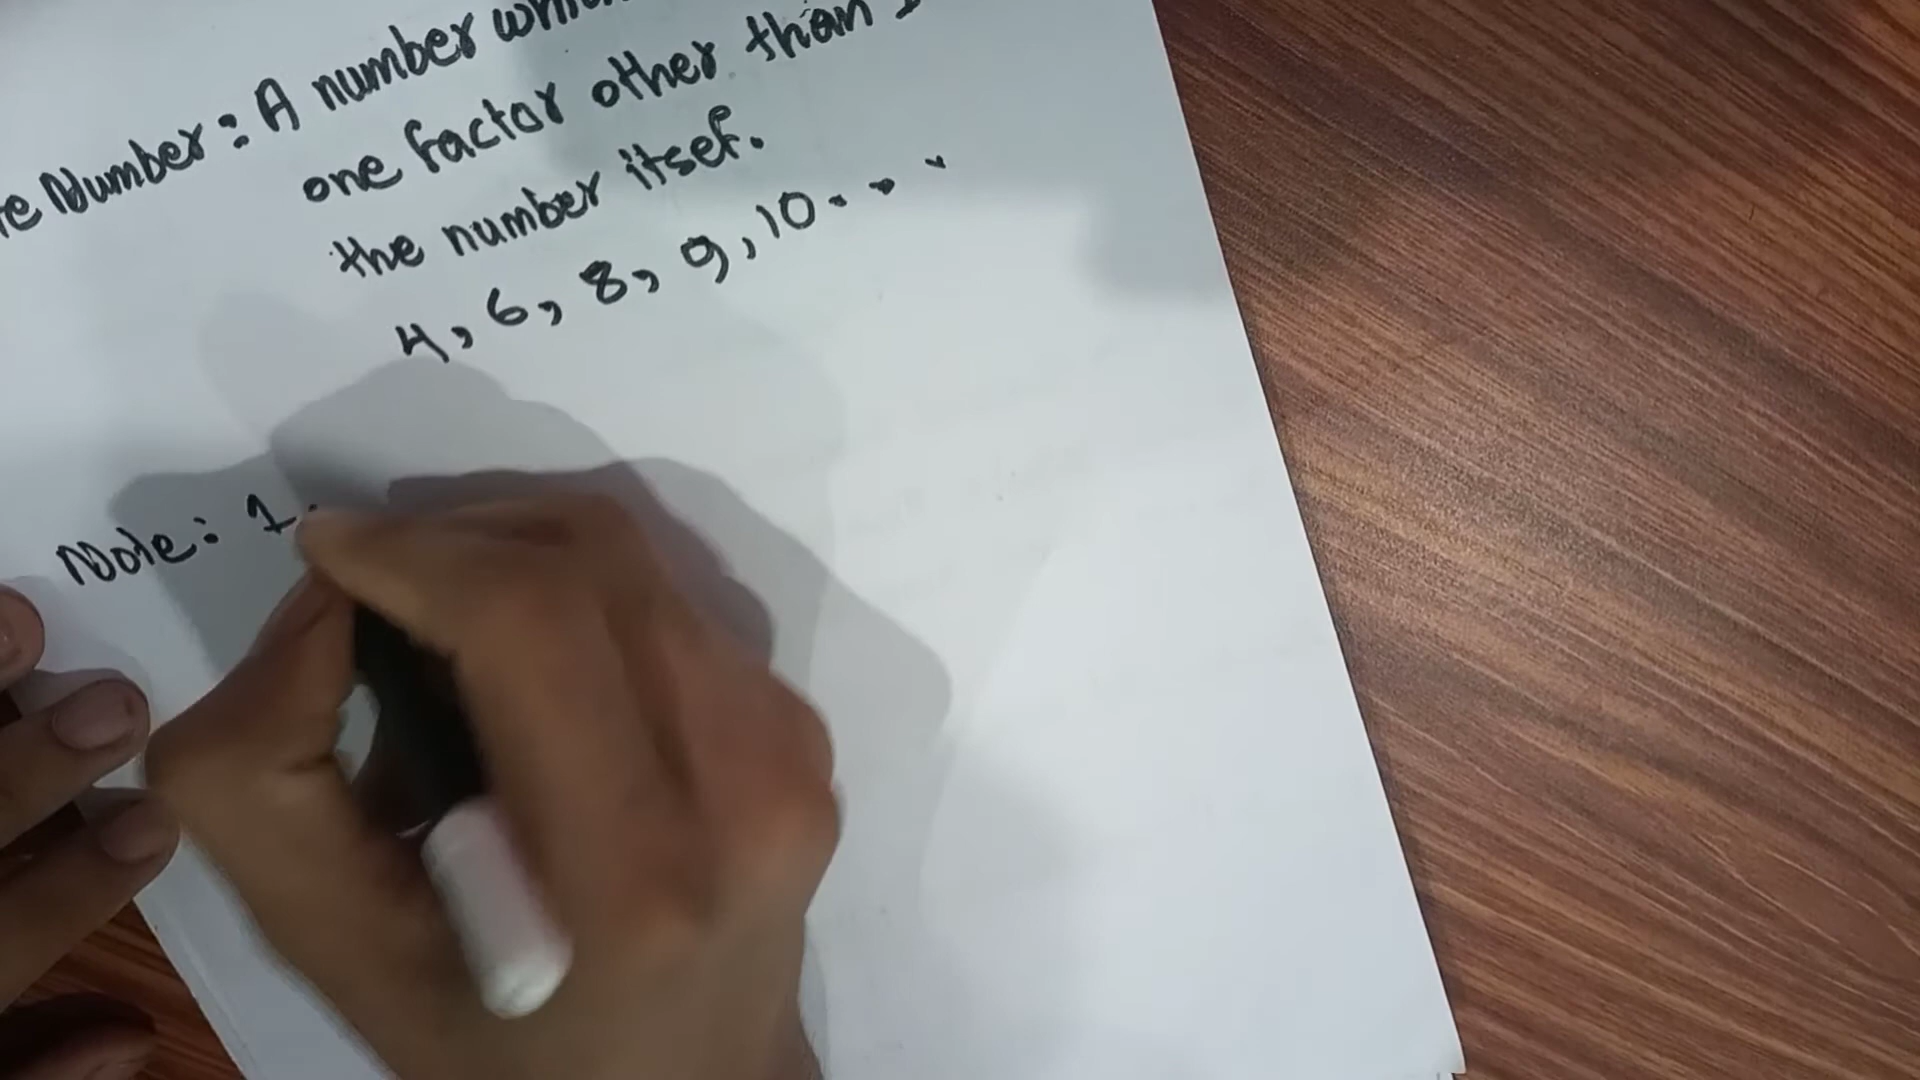 Number: A number
one factor other than
the number itsef.
4, 6, 8, 9, 10....
Note: 1